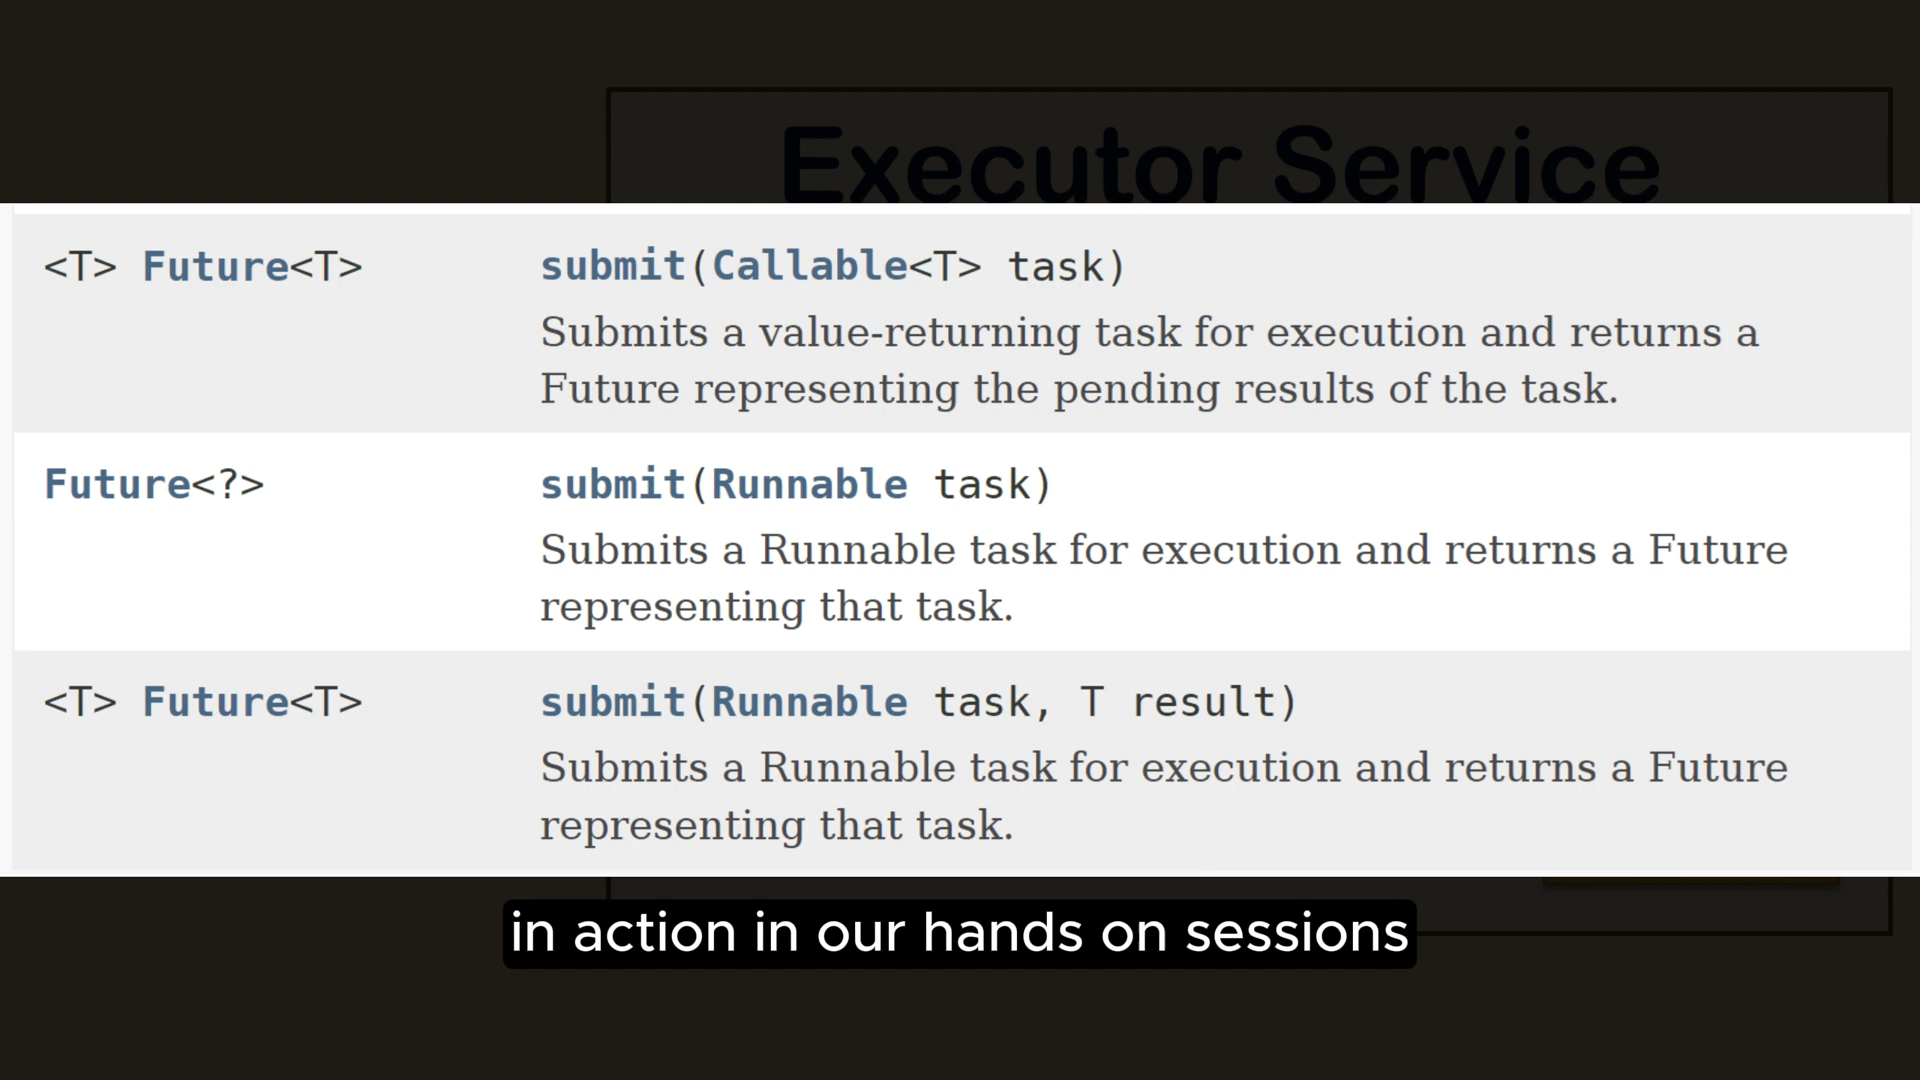 Executor Service
<T> Future<T> submit(Callable<T> task)
Submits a value-returning task for execution and returns a
Future representing the pending results of the task.
Future<?> submit(Runnable task)
Submits a Runnable task for execution and returns a Future
representing that task.
<T> Future<T> submit(Runnable task, T result)
Submits a Runnable task for execution and returns a Future
representing that task.
in action in our hands on sessions